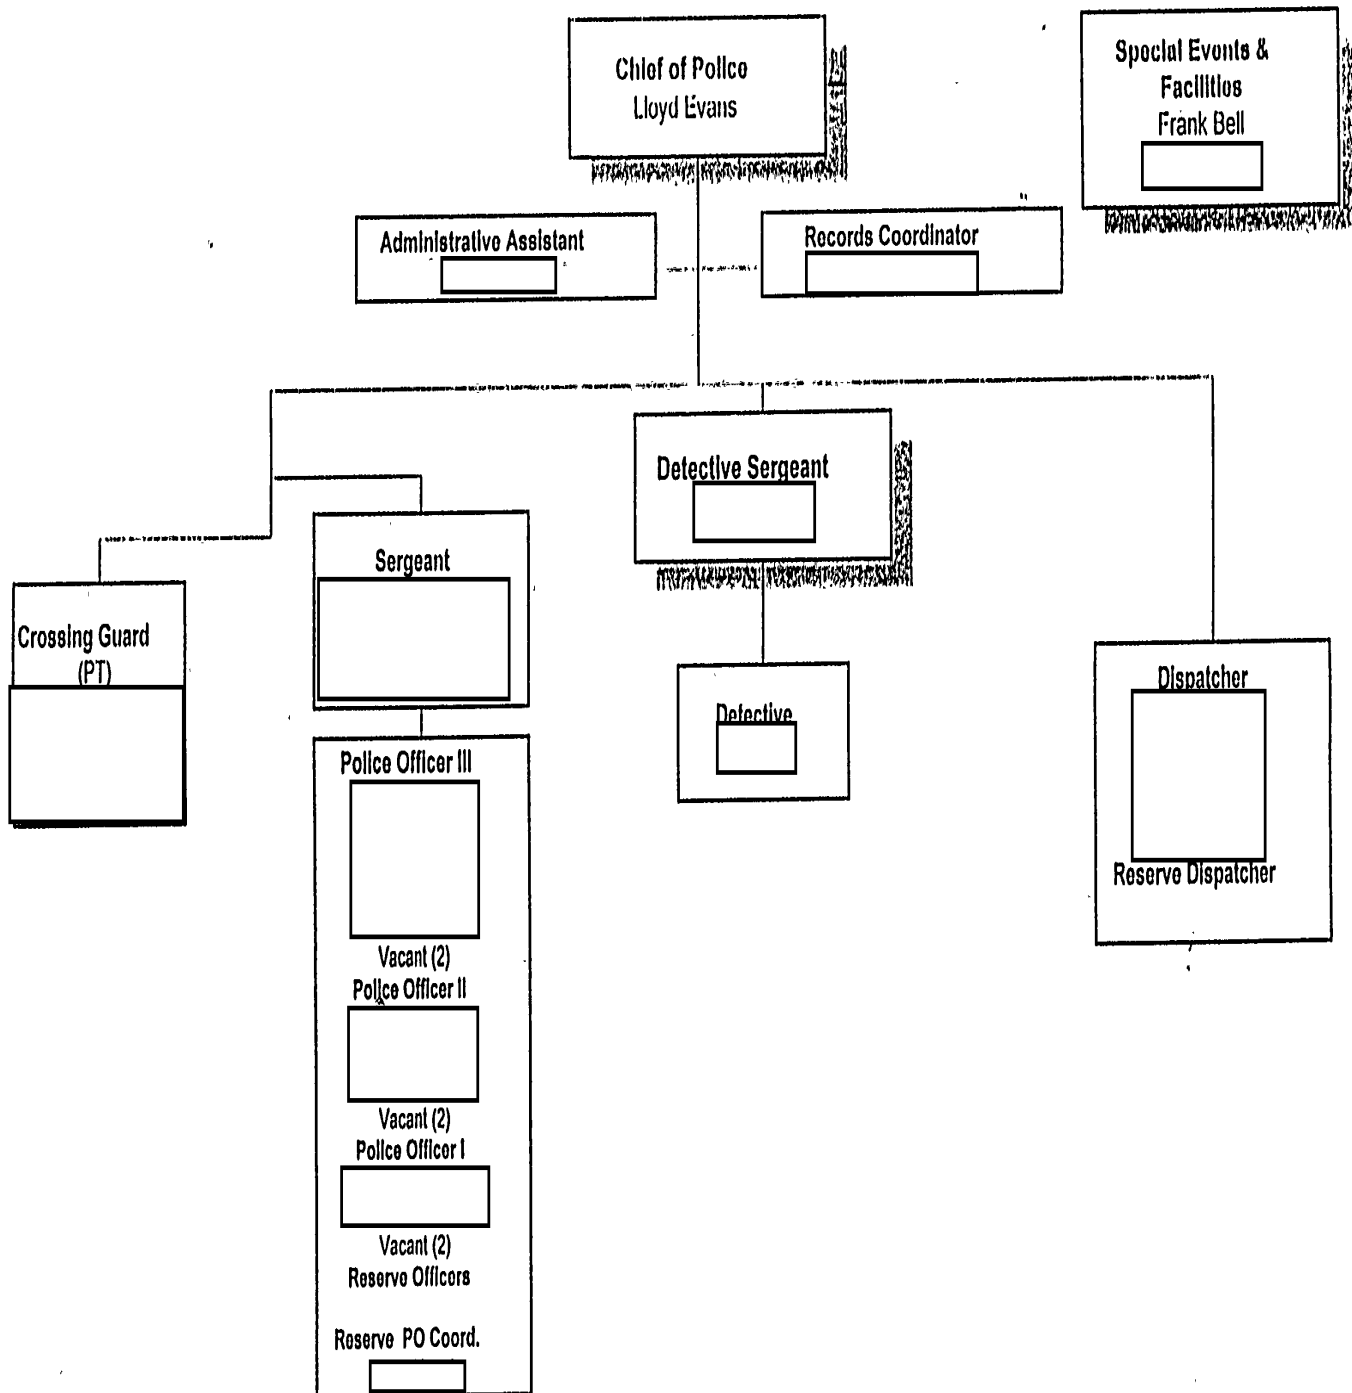 Chief of Police
Lloyd Evans
Special Events &
Facilities
Frank Bell
Administrative Assistant
Records Coordinator
Detective Sergeant
Sergeant
Crossing Guard
(PT)
Detective
Dispatcher
Reserve Dispatcher
Police Officer III
Vacant (2)
Police Officer II
Vacant (2)
Police Officer I
Vacant (2)
Reserve Officers
Reserve PO Coord.